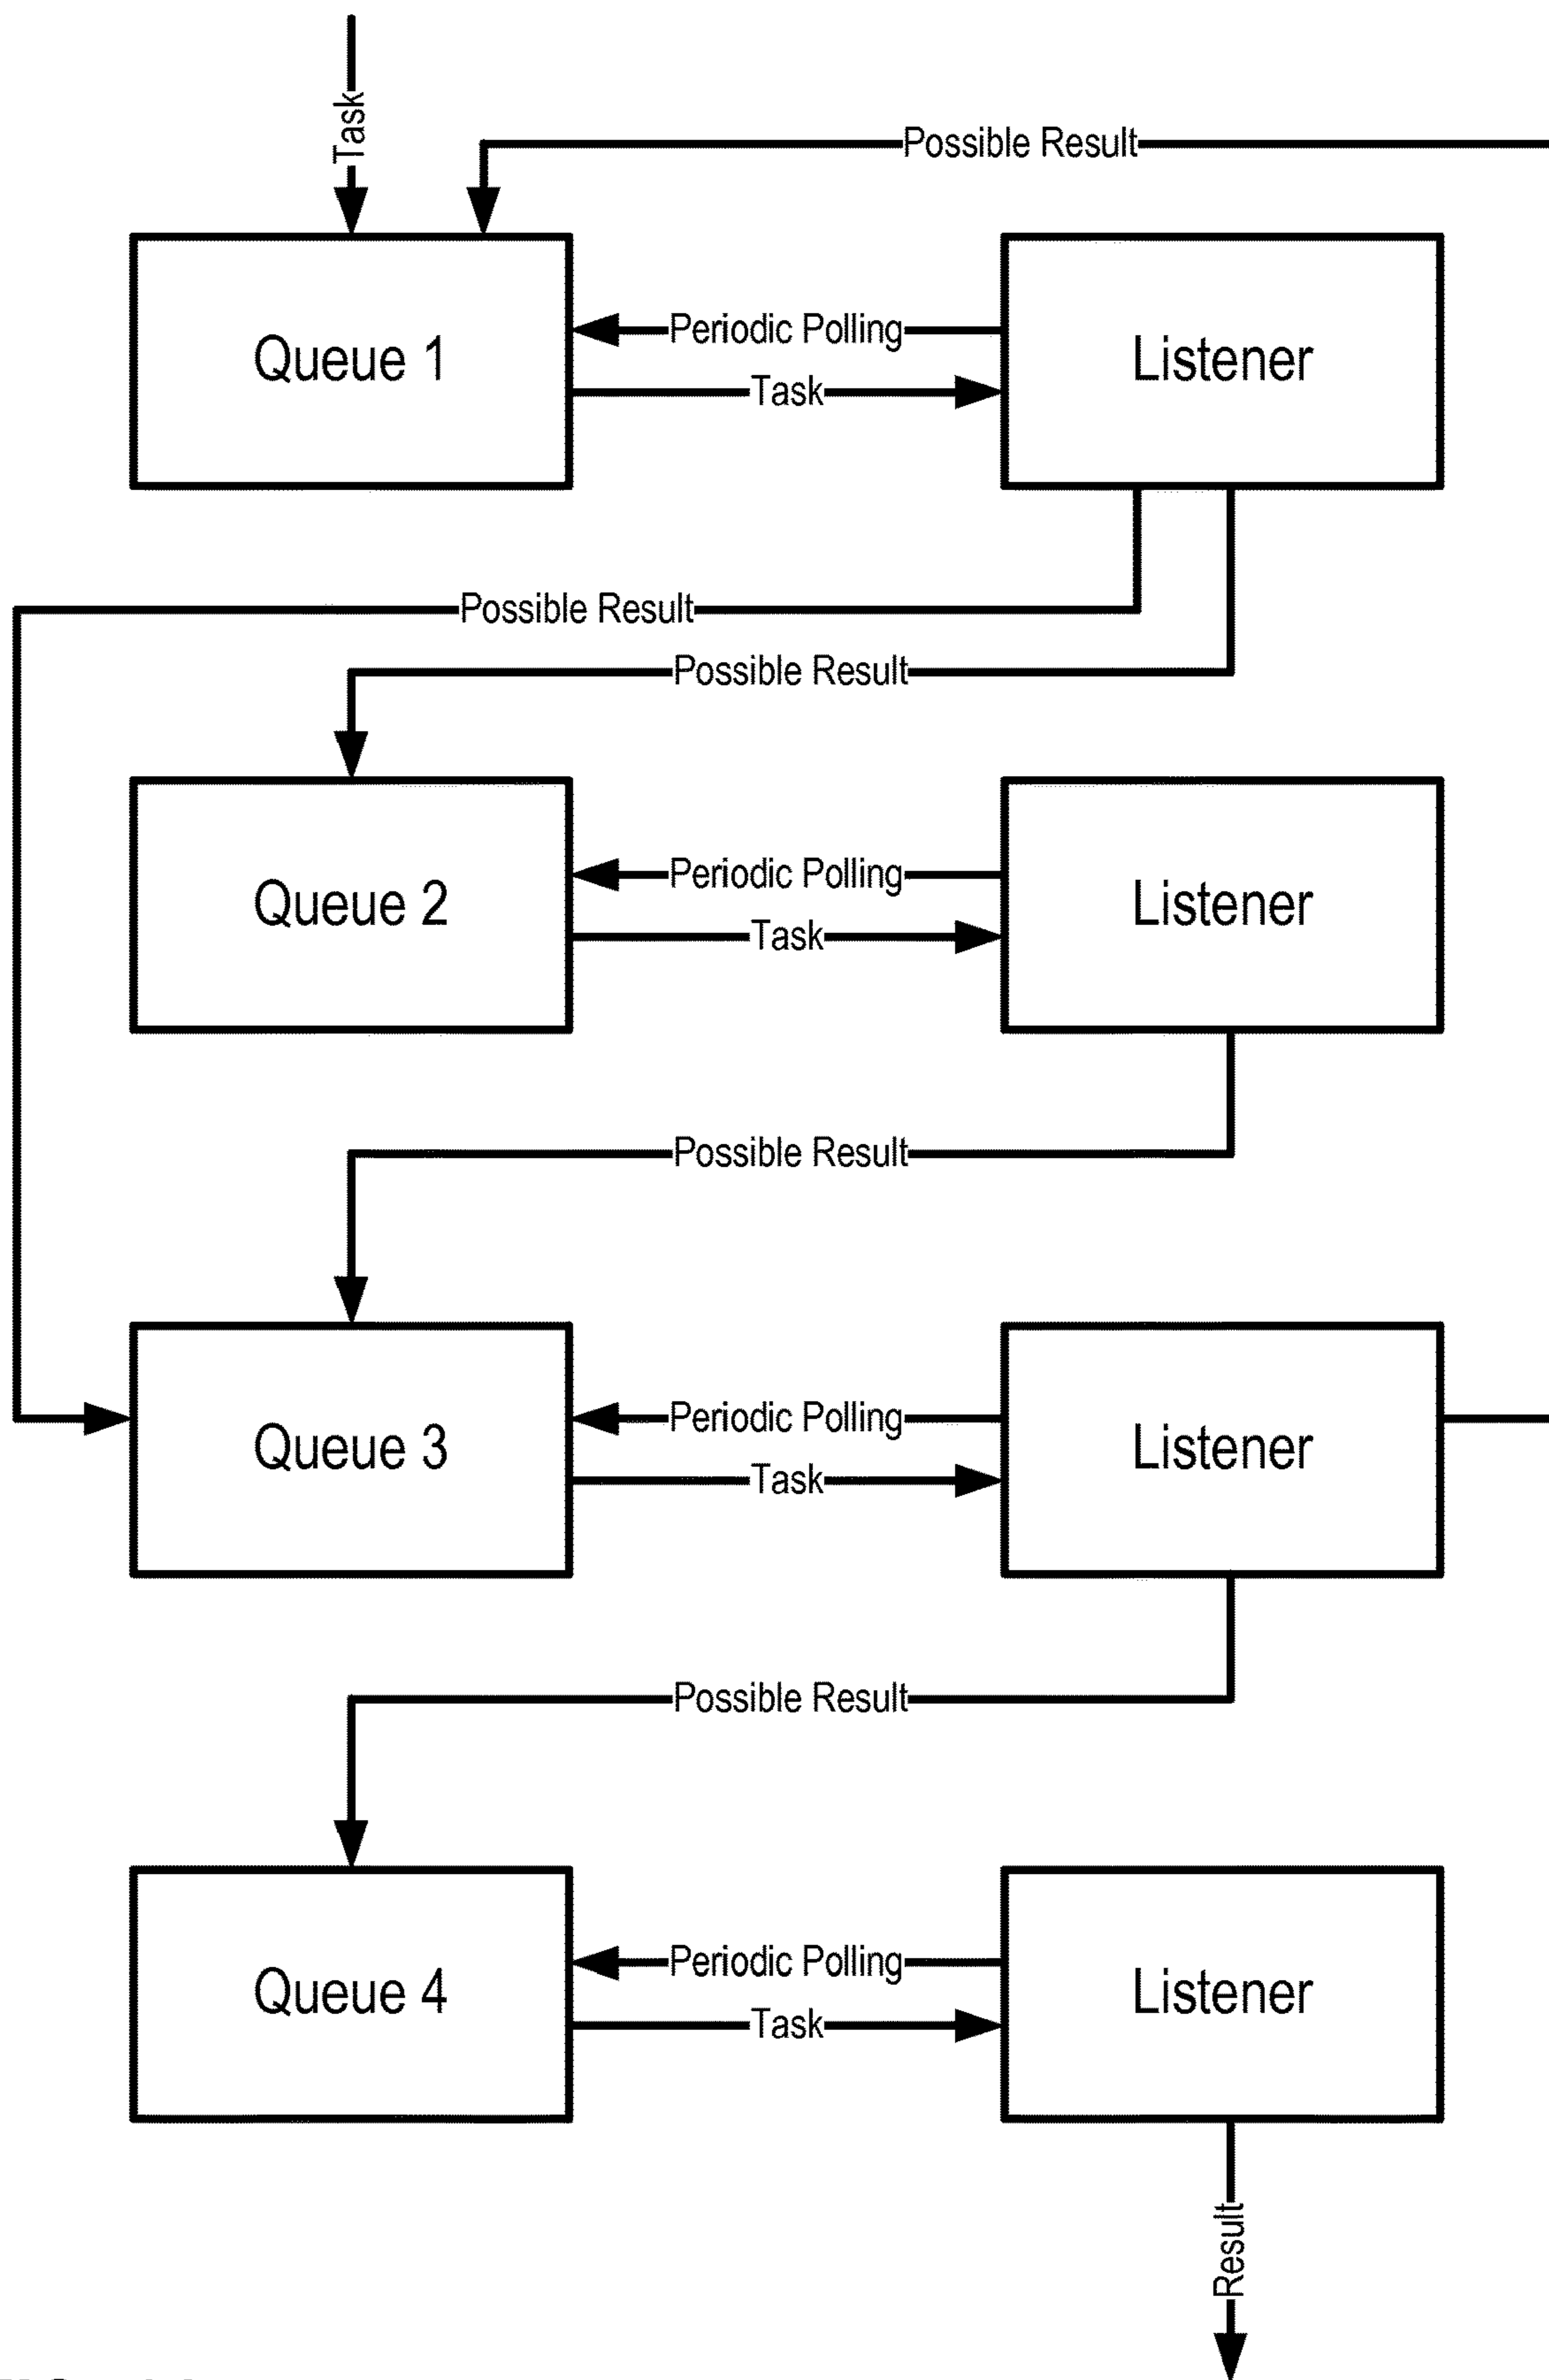 Task
Possible Result
Queue 1
Periodic Polling
Task
Listener
Possible Result
Possible Result
Queue 2
Periodic Polling
Task
Listener
Possible Result
Queue 3
Periodic Polling
Task
Listener
Possible Result
Queue 4
Periodic Polling
Task
Listener
Result